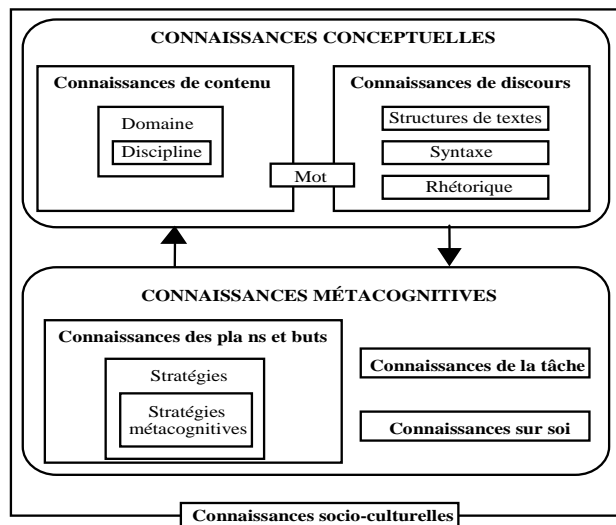 CONNAISSANCES CONCEPTUELLES
Connaissances de contenu
Domaine
Discipline
Mot
Connaissances de discours
Structures de textes
Syntaxe
Rhétorique
CONNAISSANCES MÉTACOGNITIVES
Connaissances des pla ns et buts
Stratégies
Stratégies
métacognitives
Connaissances de la tâche
Connaissances sur soi
Connaissances socio-culturelles